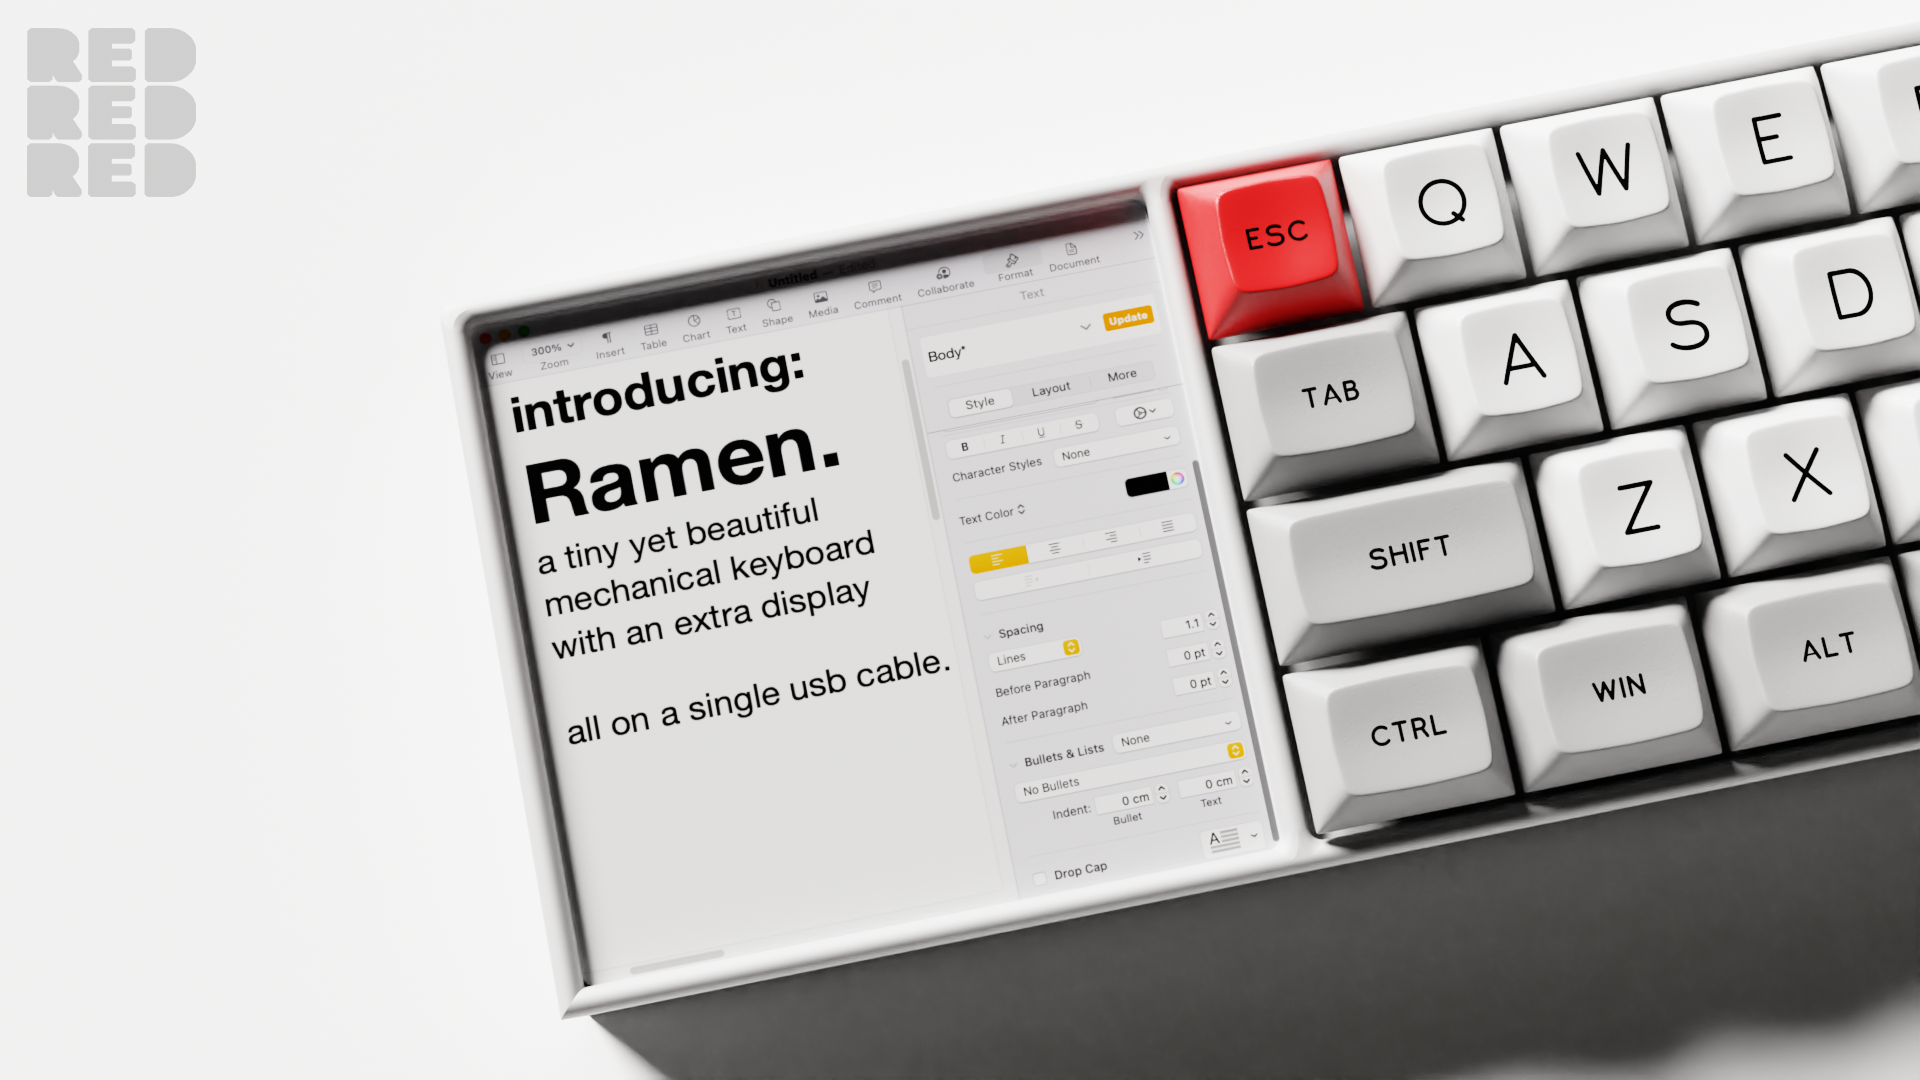 RED
RED
RED
Untitled — Edited
View
300%
Zoom
Insert
Table
Chart
Text
Shape
Media
Comment
Collaborate
Format
Document
introducing:
Ramen.
a tiny yet beautiful
mechanical keyboard
with an extra display
all on a single usb cable.
Text
Body*
Update
Style
Layout
More
B I U S
Character Styles
None
Text Color
Spacing
Lines
1.1
Before Paragraph
0 pt
After Paragraph
0 pt
Bullets & Lists
None
No Bullets
Indent:
0 cm
0 cm
Bullet
Text
Drop Cap
A
ESC
Q
W
E
TAB
A
S
D
SHIFT
Z
X
CTRL
WIN
ALT